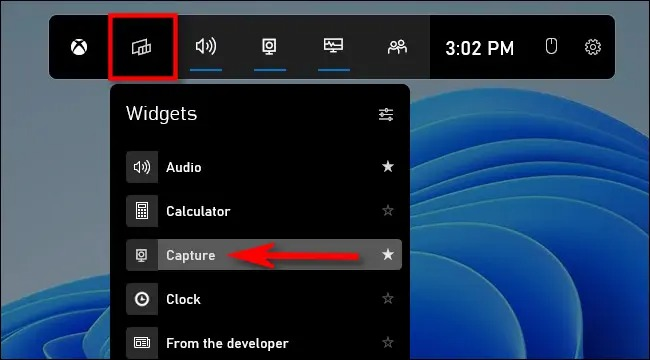 3:02 PM
Widgets
Audio
Calculator
Capture
Clock
From the developer